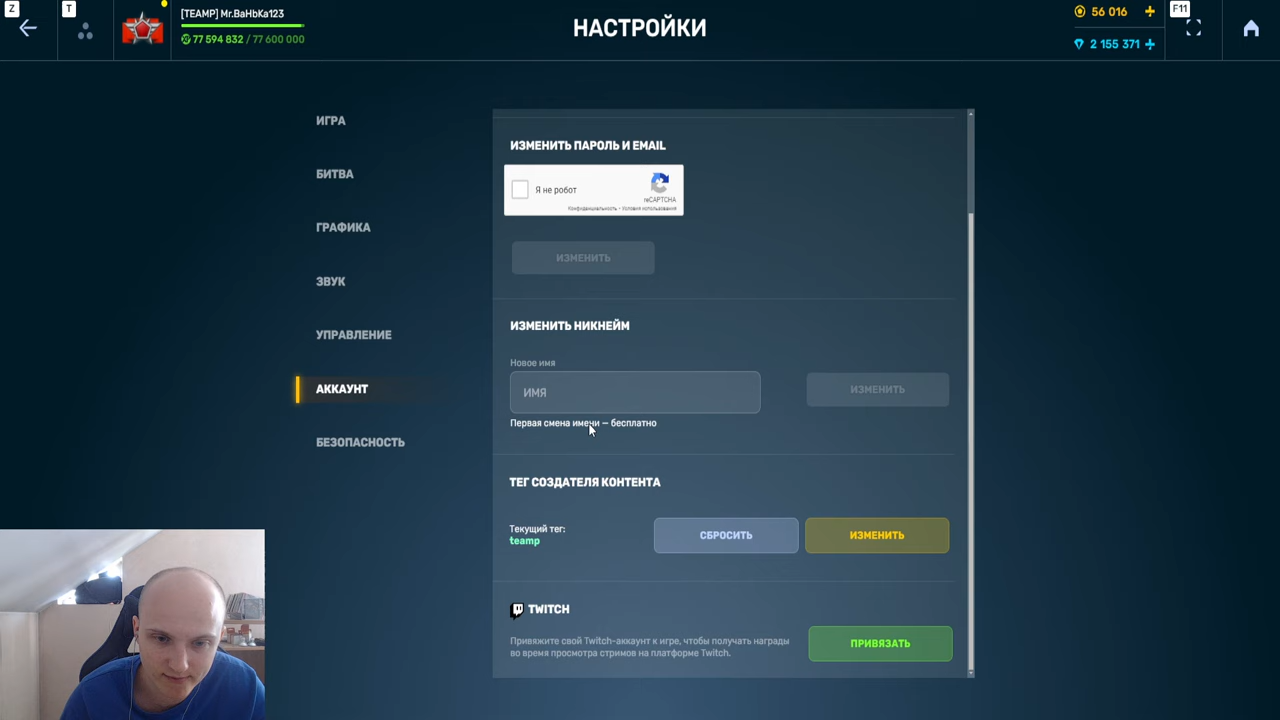 Z
T
[TEAMP] Mr.BaHbKa123
77 594 832 / 77 600 000
НАСТРОЙКИ
56 016
2 155 371
F11
ИГРА
БИТВА
ГРАФИКА
ЗВУК
УПРАВЛЕНИЕ
АККАУНТ
БЕЗОПАСНОСТЬ
ИЗМЕНИТЬ ПАРОЛЬ И EMAIL
Я не робот
reCAPTCHA
Конфиденциальность - Условия использования
ИЗМЕНИТЬ
ИЗМЕНИТЬ НИКНЕЙМ
Новое имя
ИМЯ
ИЗМЕНИТЬ
Первая смена имени – бесплатно
ТЕГ СОЗДАТЕЛЯ КОНТЕНТА
Текущий тег:
teamp
СБРОСИТЬ
ИЗМЕНИТЬ
TWITCH
Привяжите свой Twitch-аккаунт к игре, чтобы получать награды
во время просмотра стримов на платформе Twitch.
ПРИВЯЗАТЬ